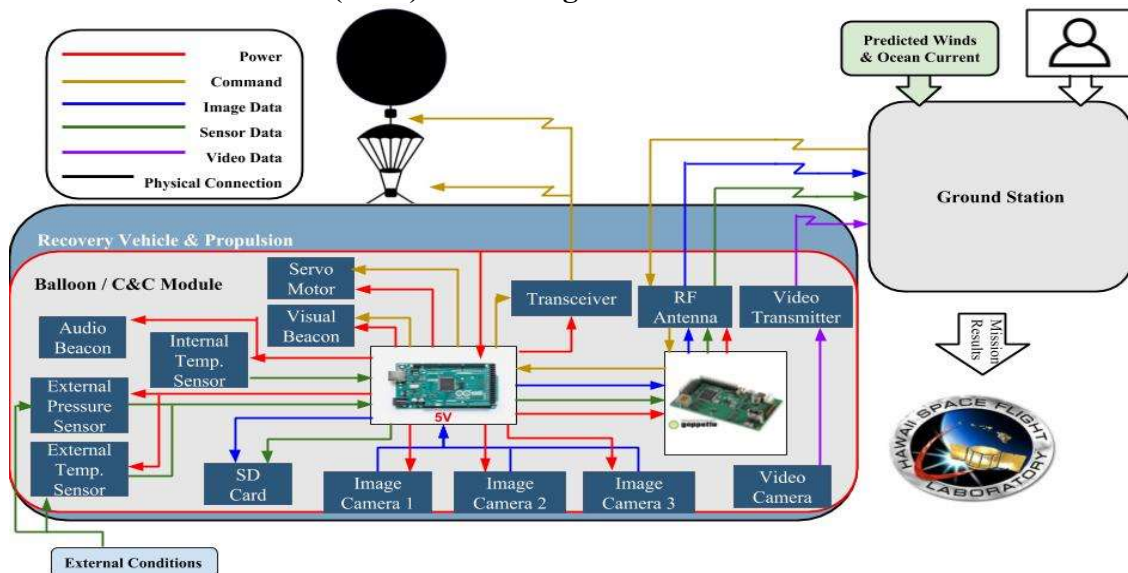 Power
Command
Image Data
Sensor Data
Video Data
Physical Connection
Predicted Winds
& Ocean Current
Ground Station
Recovery Vehicle & Propulsion
Balloon / C&C Module
Servo
Motor
Visual
Beacon
Audio
Beacon
Internal
Temp.
Sensor
External
Pressure
Sensor
External
Temp.
Sensor
Transceiver
RF
Antenna
Video
Transmitter
5V
geppetto
SD
Card
Image
Camera 1
Image
Camera 2
Image
Camera 3
Video
Camera
Mission
Results
HAWAII SPACE FLIGHT
LABORATORY
External Conditions